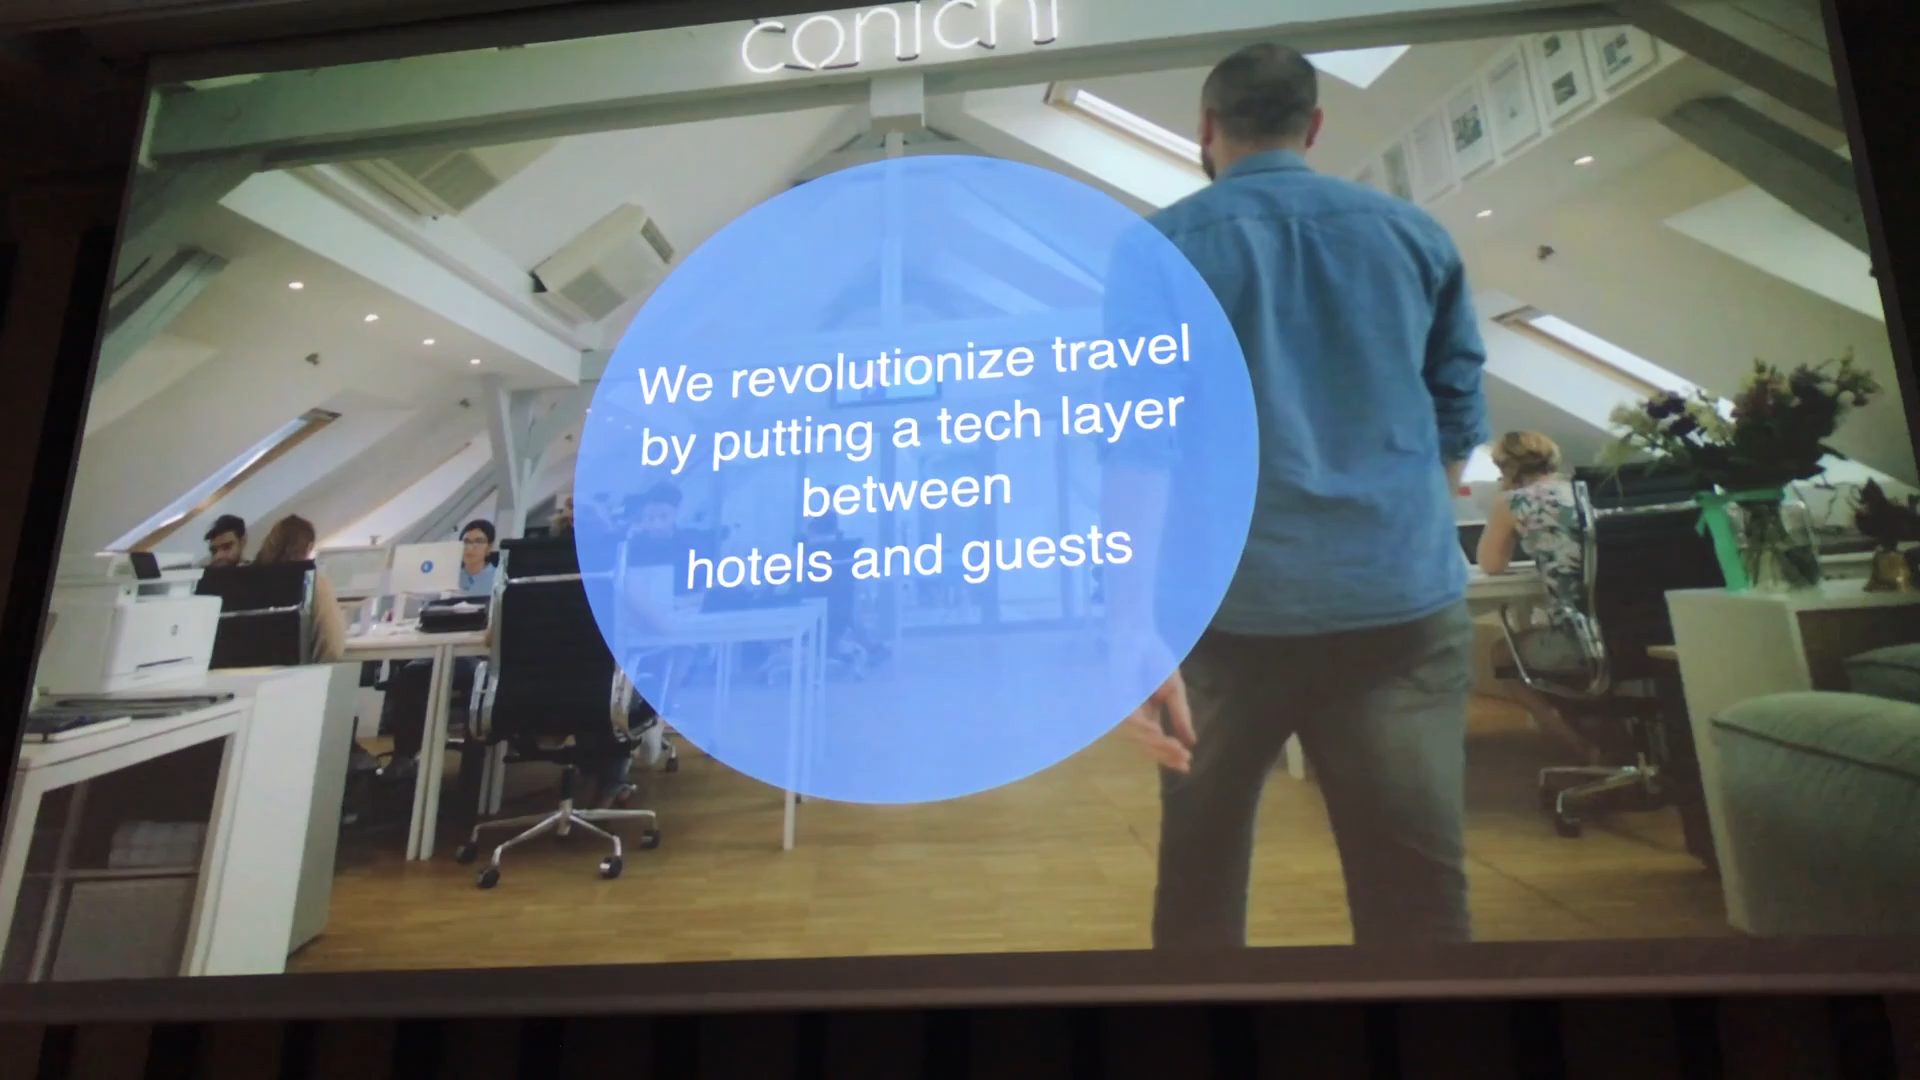 conichi
We revolutionize travel
by putting a tech layer
between
hotels and guests